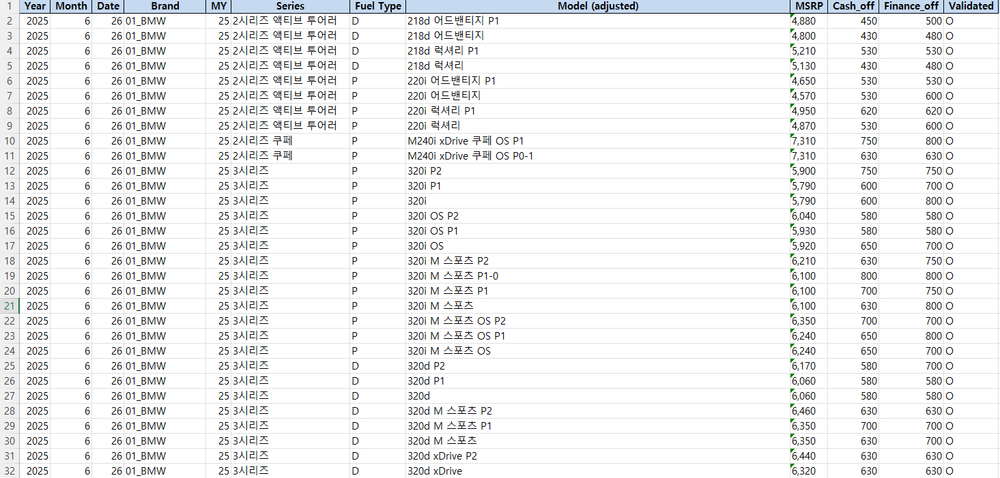 1 Year Month Date Brand MY Series Fuel Type Model (adjusted) MSRP Cash_off Finance_off Validated
2 2025 6 26 01_BMW 25 2시리즈 액티브 투어러 D 218d 어드밴티지 P1 4,880 450 500 O
3 2025 6 26 01_BMW 25 2시리즈 액티브 투어러 D 218d 어드밴티지 4,800 430 480 O
4 2025 6 26 01_BMW 25 2시리즈 액티브 투어러 D 218d 럭셔리 P1 5,210 530 530 O
5 2025 6 26 01_BMW 25 2시리즈 액티브 투어러 D 218d 럭셔리 5,130 430 480 O
6 2025 6 26 01_BMW 25 2시리즈 액티브 투어러 P 220i 어드밴티지 P1 4,650 530 530 O
7 2025 6 26 01_BMW 25 2시리즈 액티브 투어러 P 220i 어드밴티지 4,570 530 600 O
8 2025 6 26 01_BMW 25 2시리즈 액티브 투어러 P 220i 럭셔리 P1 4,950 620 620 O
9 2025 6 26 01_BMW 25 2시리즈 액티브 투어러 P 220i 럭셔리 4,870 530 600 O
10 2025 6 26 01_BMW 25 2시리즈 쿠페 P M240i xDrive 쿠페 OS P1 7,310 750 800 O
11 2025 6 26 01_BMW 25 2시리즈 쿠페 P M240i xDrive 쿠페 OS P0-1 7,310 630 630 O
12 2025 6 26 01_BMW 25 3시리즈 P 320i P2 5,900 750 750 O
13 2025 6 26 01_BMW 25 3시리즈 P 320i P1 5,790 600 700 O
14 2025 6 26 01_BMW 25 3시리즈 P 320i 5,790 600 800 O
15 2025 6 26 01_BMW 25 3시리즈 P 320i OS P2 6,040 580 580 O
16 2025 6 26 01_BMW 25 3시리즈 P 320i OS P1 5,930 580 580 O
17 2025 6 26 01_BMW 25 3시리즈 P 320i OS 5,920 650 700 O
18 2025 6 26 01_BMW 25 3시리즈 P 320i M 스포츠 P2 6,210 630 750 O
19 2025 6 26 01_BMW 25 3시리즈 P 320i M 스포츠 P1-0 6,100 800 800 O
20 2025 6 26 01_BMW 25 3시리즈 P 320i M 스포츠 P1 6,100 700 750 O
21 2025 6 26 01_BMW 25 3시리즈 P 320i M 스포츠 6,100 630 800 O
22 2025 6 26 01_BMW 25 3시리즈 P 320i M 스포츠 OS P2 6,350 700 700 O
23 2025 6 26 01_BMW 25 3시리즈 P 320i M 스포츠 OS P1 6,240 650 800 O
24 2025 6 26 01_BMW 25 3시리즈 P 320i M 스포츠 OS 6,240 650 700 O
25 2025 6 26 01_BMW 25 3시리즈 D 320d P2 6,170 580 700 O
26 2025 6 26 01_BMW 25 3시리즈 D 320d P1 6,060 580 580 O
27 2025 6 26 01_BMW 25 3시리즈 D 320d 6,060 580 580 O
28 2025 6 26 01_BMW 25 3시리즈 D 320d M 스포츠 P2 6,460 630 630 O
29 2025 6 26 01_BMW 25 3시리즈 D 320d M 스포츠 P1 6,350 700 700 O
30 2025 6 26 01_BMW 25 3시리즈 D 320d M 스포츠 6,350 630 700 O
31 2025 6 26 01_BMW 25 3시리즈 D 320d xDrive P2 6,440 630 630 O
32 2025 6 26 01_BMW 25 3시리즈 D 320d xDrive 6,320 630 630 O